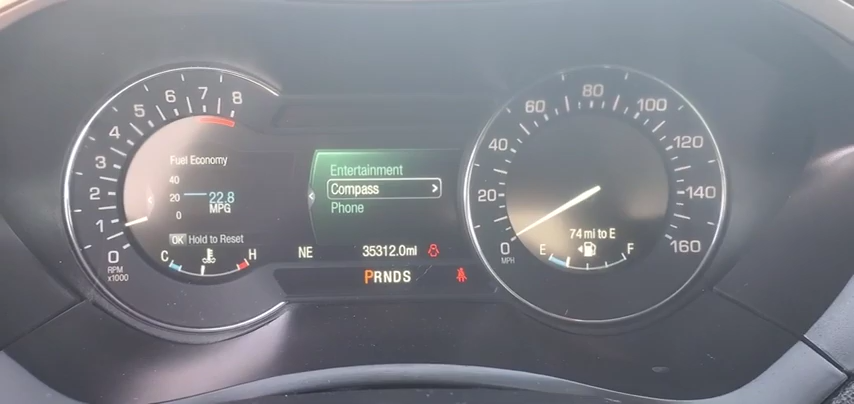 0 1 2 3 4 5 6 7 8
RPM
x1000
Fuel Economy
40
20
0
22.8
MPG
OK Hold to Reset
C H
Entertainment
Compass >
Phone
NE 35312.0mi
PRNDS
0 20 40 60 80 100 120 140 160
MPH
74 mi to E
E F